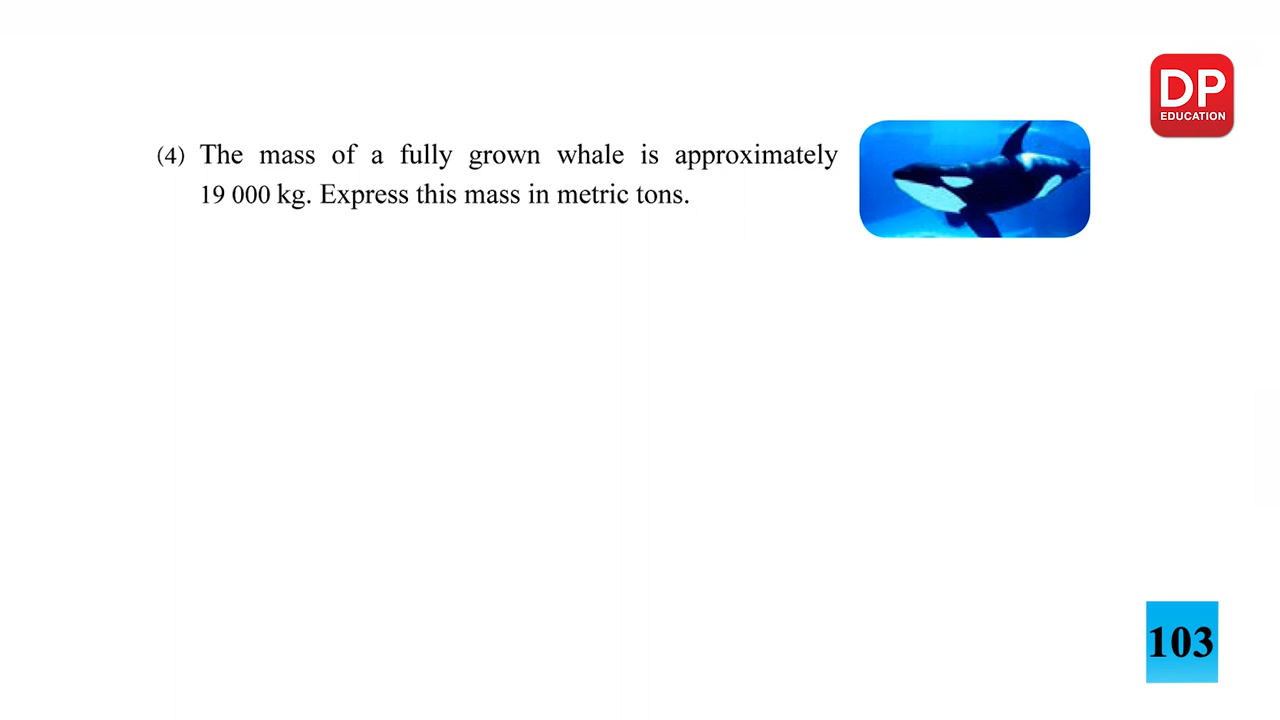 DP
EDUCATION
(4) The mass of a fully grown whale is approximately
19 000 kg. Express this mass in metric tons.
103